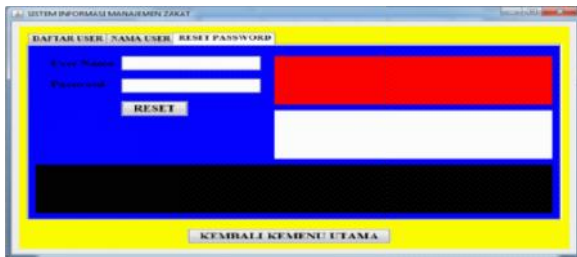 SISTEM INFORMASI MANAJEMEN ZAKAT
DAFTAR USER NAMA USER RESET PASSWORD
User Name
Password
RESET
KEMBALI KEMENU UTAMA